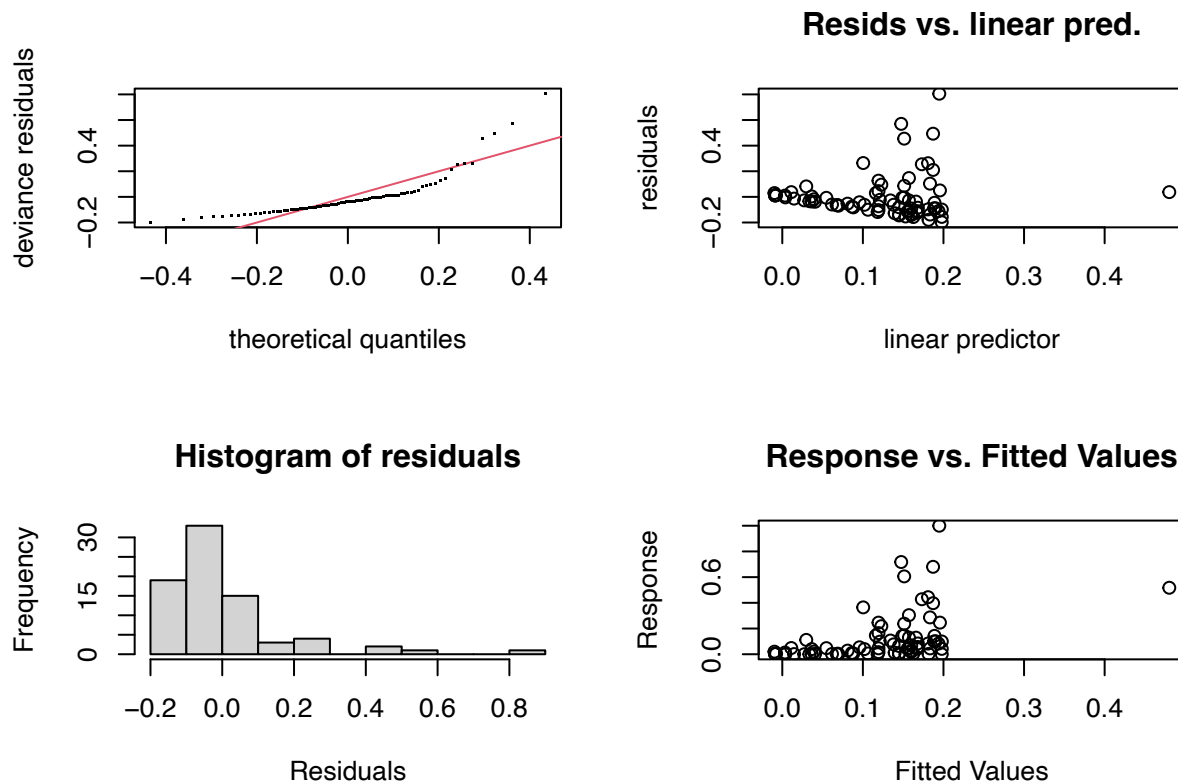 deviance residuals
−0.2 0.4
−0.4 −0.2 0.0 0.2 0.4
theoretical quantiles
Resids vs. linear pred.
residuals
−0.2 0.4
0.0 0.1 0.2 0.3 0.4
linear predictor
Histogram of residuals
Frequency
0 15 30
−0.2 0.0 0.2 0.4 0.6 0.8
Residuals
Response vs. Fitted Values
Response
0.0 0.6
0.0 0.1 0.2 0.3 0.4
Fitted Values